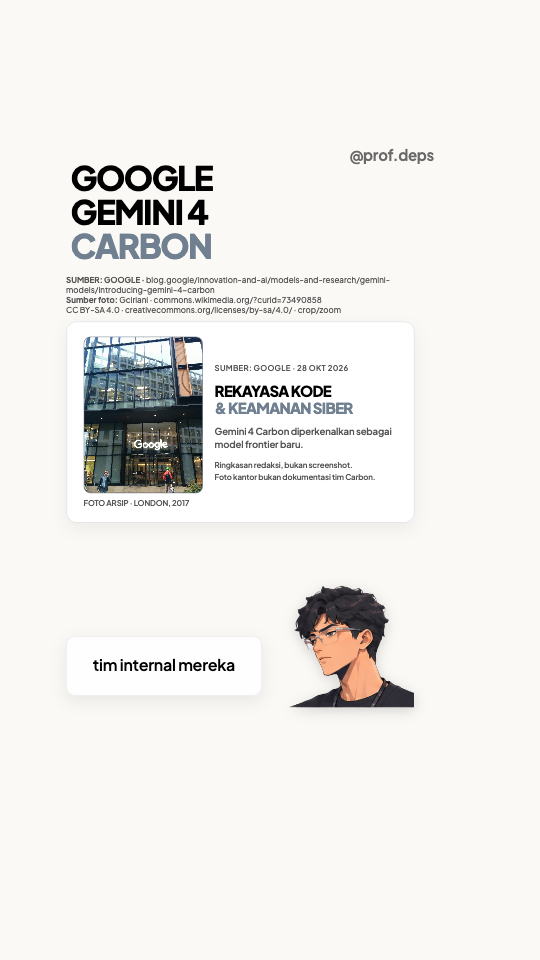 @prof.deps
GOOGLE
GEMINI 4
CARBON
SUMBER: GOOGLE · blog.google/innovation-and-ai/models-and-research/gemini-
models/introducing-gemini-4-carbon
Sumber foto: Gciriani · commons.wikimedia.org/?curid=73490858
CC BY-SA 4.0 · creativecommons.org/licenses/by-sa/4.0/ · crop/zoom
Google
SUMBER: GOOGLE · 28 OKT 2026
REKAYASA KODE
& KEAMANAN SIBER
Gemini 4 Carbon diperkenalkan sebagai
model frontier baru.
Ringkasan redaksi, bukan screenshot.
Foto kantor bukan dokumentasi tim Carbon.
FOTO ARSIP · LONDON, 2017
tim internal mereka